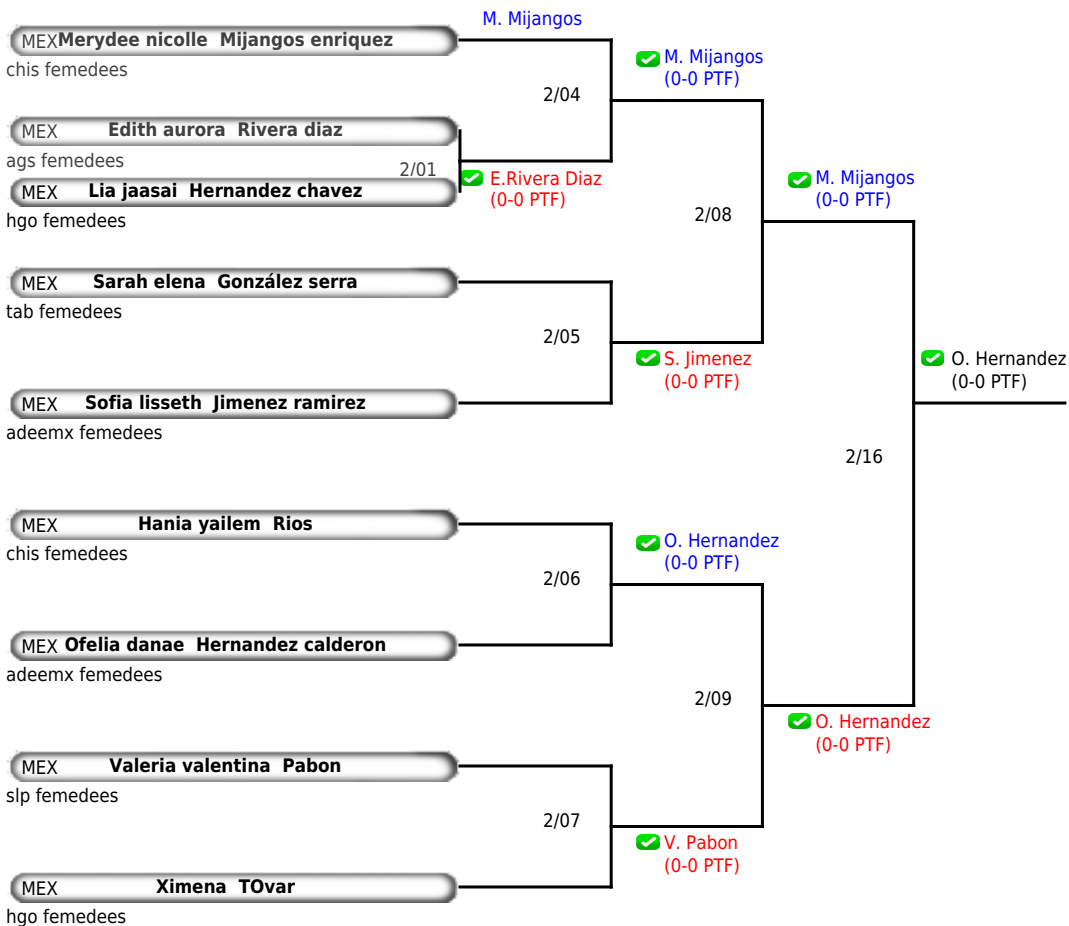 M. Mijangos
MEX Merydee nicolle Mijangos enriquez
chis femedees
M. Mijangos
(0-0 PTF)
2/04
MEX Edith aurora Rivera diaz
ags femedees
2/01
E.Rivera Diaz
(0-0 PTF)
MEX Lia jaasai Hernandez chavez
hgo femedees
M. Mijangos
(0-0 PTF)
2/08
MEX Sarah elena González serra
tab femedees
2/05
S. Jimenez
(0-0 PTF)
O. Hernandez
(0-0 PTF)
MEX Sofia lisseth Jimenez ramirez
adeemx femedees
2/16
MEX Hania yailem Rios
chis femedees
O. Hernandez
(0-0 PTF)
2/06
MEX Ofelia danae Hernandez calderon
adeemx femedees
2/09
O. Hernandez
(0-0 PTF)
MEX Valeria valentina Pabon
slp femedees
2/07
V. Pabon
(0-0 PTF)
MEX Ximena TOvar
hgo femedees